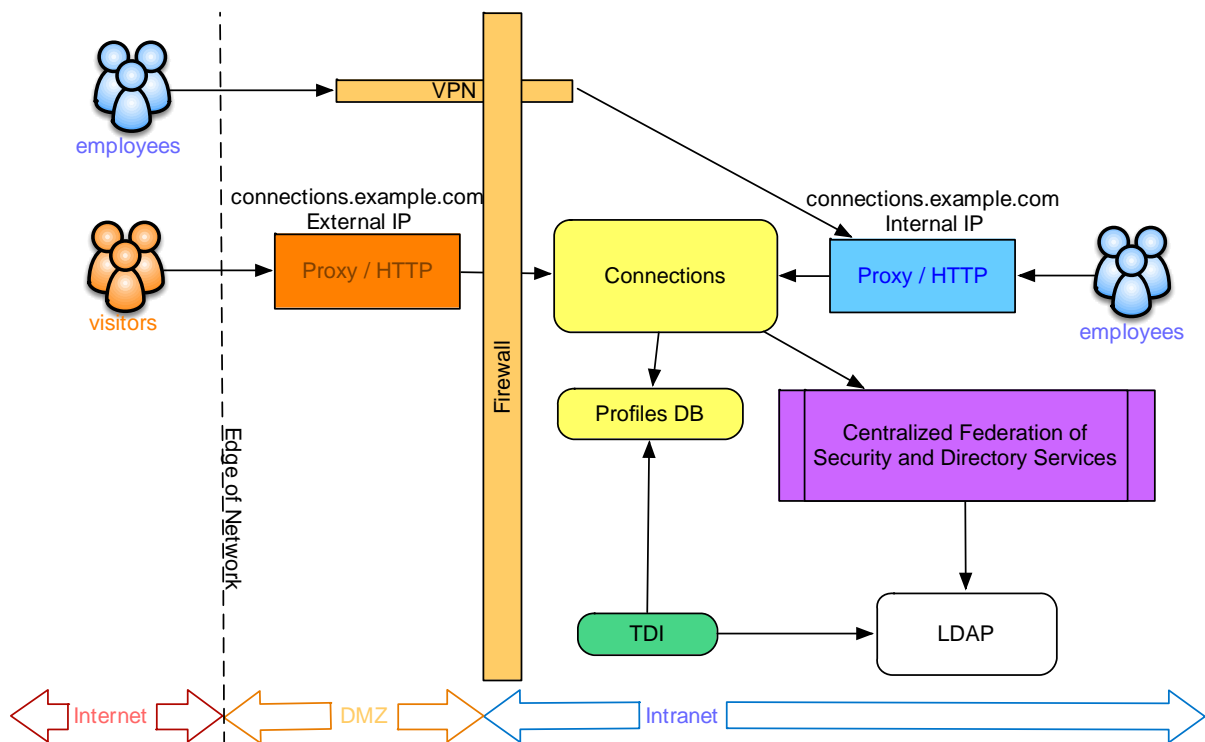 VPN
employees
connections.example.com
External IP
connections.example.com
Internal IP
Proxy / HTTP
Connections
Proxy / HTTP
visitors
employees
Firewall
Profiles DB
Centralized Federation of
Security and Directory Services
Edge of Network
TDI
LDAP
Internet
DMZ
Intranet